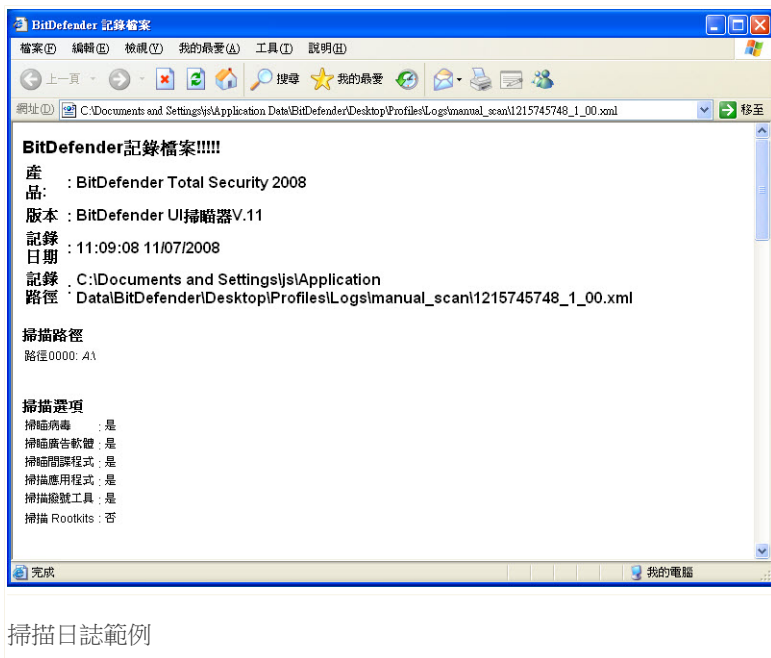 BitDefender 記錄檔案
檔案(F) 編輯(E) 檢視(V) 我的最愛(A) 工具(T) 說明(H)
上一頁 搜尋 我的最愛
網址(D) C:\Documents and Settings\js\Application Data\BitDefender\Desktop\Profiles\Logs\manual_scan\1215745748_1_00.xml 移至
BitDefender記錄檔案!!!!!
產品: : BitDefender Total Security 2008
版本 : BitDefender UI掃瞄器V.11
記錄日期 : 11:09:08 11/07/2008
記錄路徑 : C:\Documents and Settings\js\Application
Data\BitDefender\Desktop\Profiles\Logs\manual_scan\1215745748_1_00.xml
掃描路徑
路徑0000: A:\
掃描選項
掃瞄病毒 : 是
掃瞄廣告軟體 : 是
掃瞄間諜程式 : 是
掃描應用程式 : 是
掃描撥號工具 : 是
掃描 Rootkits : 否
完成 我的電腦
掃描日誌範例